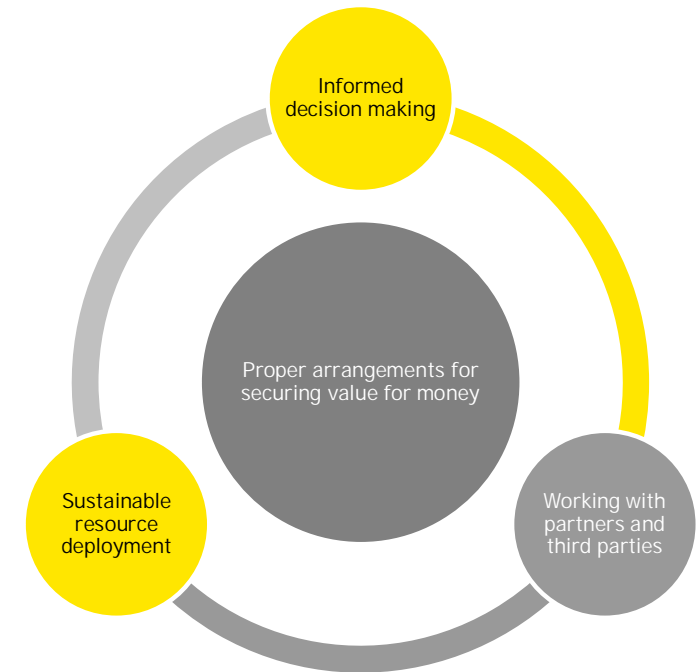 Informed
decision making
Proper arrangements for
securing value for money
Sustainable
resource
deployment
Working with
partners and
third parties